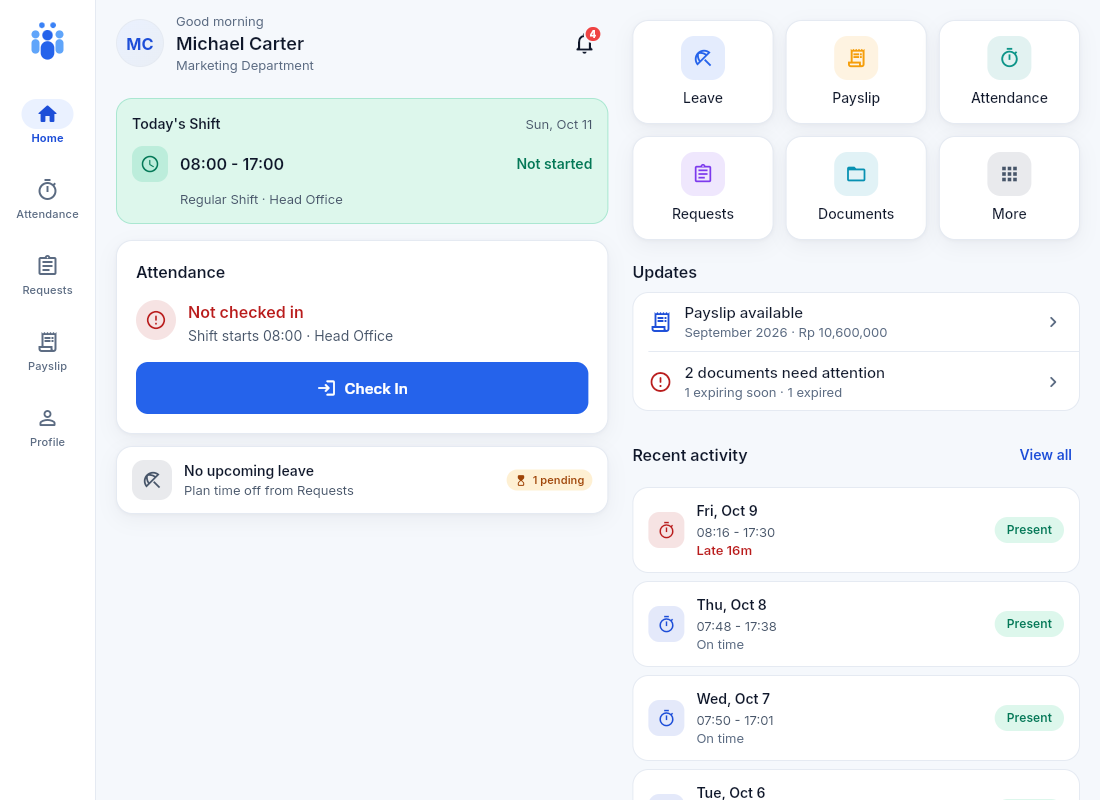 Home
Attendance
Requests
Payslip
Profile
MC
Good morning
Michael Carter
Marketing Department
4
Today's Shift
Sun, Oct 11
08:00 - 17:00
Not started
Regular Shift · Head Office
Attendance
Not checked in
Shift starts 08:00 · Head Office
Check In
No upcoming leave
Plan time off from Requests
1 pending
Leave
Payslip
Attendance
Requests
Documents
More
Updates
Payslip available
September 2026 · Rp 10,600,000
2 documents need attention
1 expiring soon · 1 expired
Recent activity
View all
Fri, Oct 9
08:16 - 17:30
Late 16m
Present
Thu, Oct 8
07:48 - 17:38
On time
Present
Wed, Oct 7
07:50 - 17:01
On time
Present
Tue, Oct 6